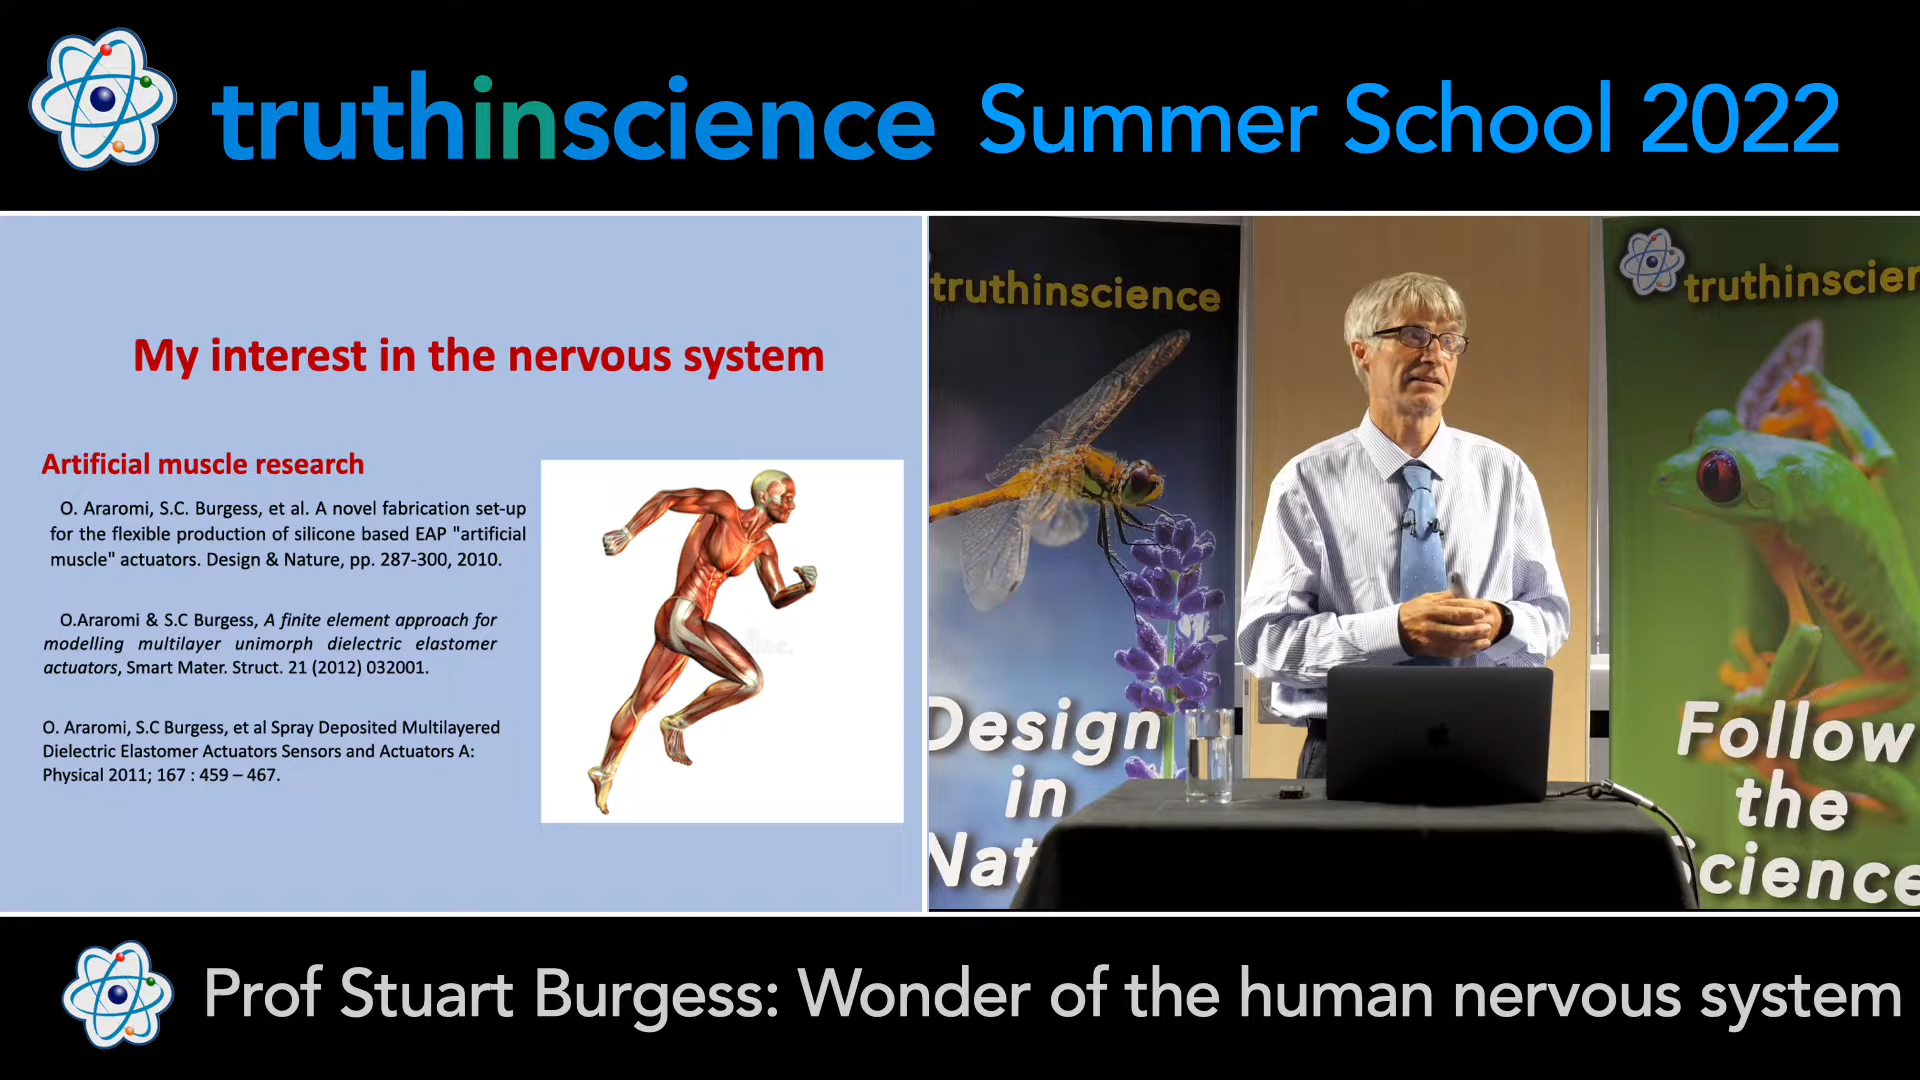 truthinscience Summer School 2022
My interest in the nervous system
Artificial muscle research
O. Araromi, S.C. Burgess, et al. A novel fabrication set-up
for the flexible production of silicone based EAP "artificial
muscle" actuators. Design & Nature, pp. 287-300, 2010.
O.Araromi & S.C Burgess, A finite element approach for
modelling multilayer unimorph dielectric elastomer
actuators, Smart Mater. Struct. 21 (2012) 032001.
O. Araromi, S.C Burgess, et al Spray Deposited Multilayered
Dielectric Elastomer Actuators Sensors and Actuators A:
Physical 2011; 167 : 459 – 467.
truthinscience
Design
in
Nat
truthinscien
Follow
the
Science
Prof Stuart Burgess: Wonder of the human nervous system